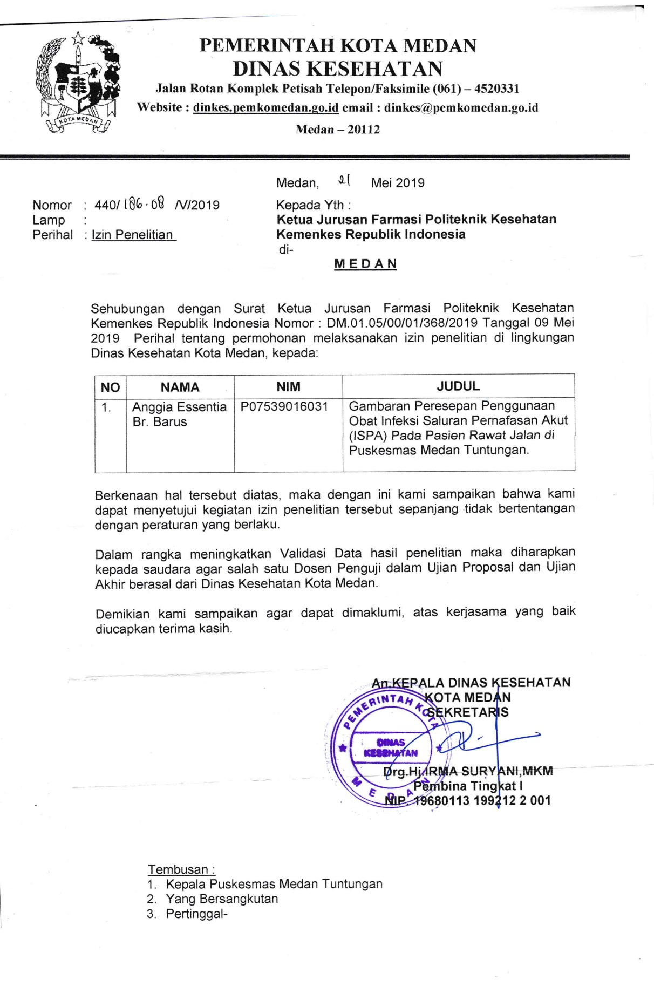 PEMERINTAH KOTA MEDAN
DINAS KESEHATAN
Jalan Rotan Komplek Petisah Telepon/Faksimile (061) – 4520331
Website : dinkes.pemkomedan.go.id email : dinkes@pemkomedan.go.id
Medan – 20112
KOTA MEDAN
Medan, 21 Mei 2019
Nomor : 440/ 186.08 /V/2019
Lamp :
Perihal : Izin Penelitian
Kepada Yth :
Ketua Jurusan Farmasi Politeknik Kesehatan
Kemenkes Republik Indonesia
di-
M E D A N
Sehubungan dengan Surat Ketua Jurusan Farmasi Politeknik Kesehatan
Kemenkes Republik Indonesia Nomor : DM.01.05/00/01/368/2019 Tanggal 09 Mei
2019 Perihal tentang permohonan melaksanakan izin penelitian di lingkungan
Dinas Kesehatan Kota Medan, kepada:
NO NAMA NIM JUDUL
1. Anggia Essentia P07539016031 Gambaran Peresepan Penggunaan
Br. Barus Obat Infeksi Saluran Pernafasan Akut
(ISPA) Pada Pasien Rawat Jalan di
Puskesmas Medan Tuntungan.
Berkenaan hal tersebut diatas, maka dengan ini kami sampaikan bahwa kami
dapat menyetujui kegiatan izin penelitian tersebut sepanjang tidak bertentangan
dengan peraturan yang berlaku.
Dalam rangka meningkatkan Validasi Data hasil penelitian maka diharapkan
kepada saudara agar salah satu Dosen Penguji dalam Ujian Proposal dan Ujian
Akhir berasal dari Dinas Kesehatan Kota Medan.
Demikian kami sampaikan agar dapat dimaklumi, atas kerjasama yang baik
diucapkan terima kasih.
An.KEPALA DINAS KESEHATAN
KOTA MEDAN
SEKRETARIS
PEMERINTAH KOTA
DINAS
KESEHATAN
MEDAN
Drg.Hj.IRMA SURYANI,MKM
Pembina Tingkat I
NIP. 19680113 199212 2 001
Tembusan :
1. Kepala Puskesmas Medan Tuntungan
2. Yang Bersangkutan
3. Pertinggal-